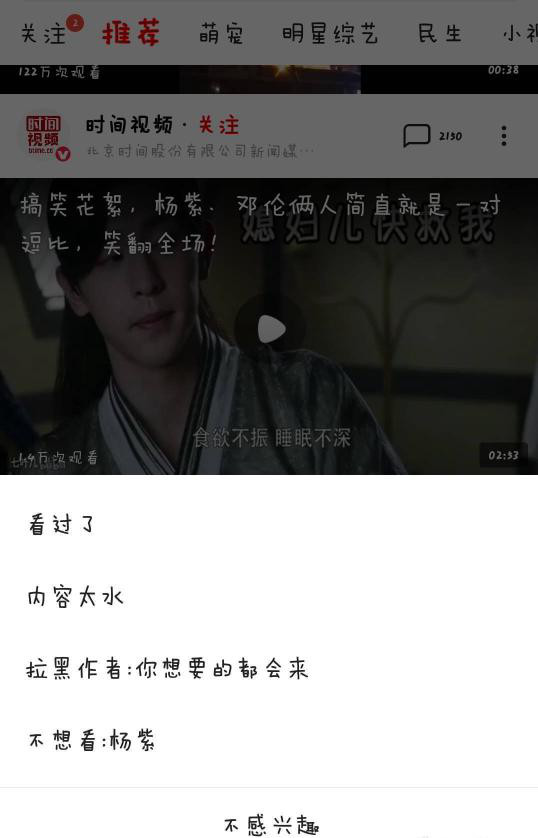 关注 2 推荐 萌宠 明星综艺 民生 小视
122万次观看 00:38
时间视频
btime.com
时间视频 · 关注 2130
北京时间股份有限公司新闻媒…
搞笑花絮，杨紫、邓伦俩人简直就是一对
逗比，笑翻全场！
媳妇儿快救我
食欲不振 睡眠不深
1.4万次观看 02:33
看过了
内容太水
拉黑作者:你想要的都会来
不想看:杨紫
不感兴趣